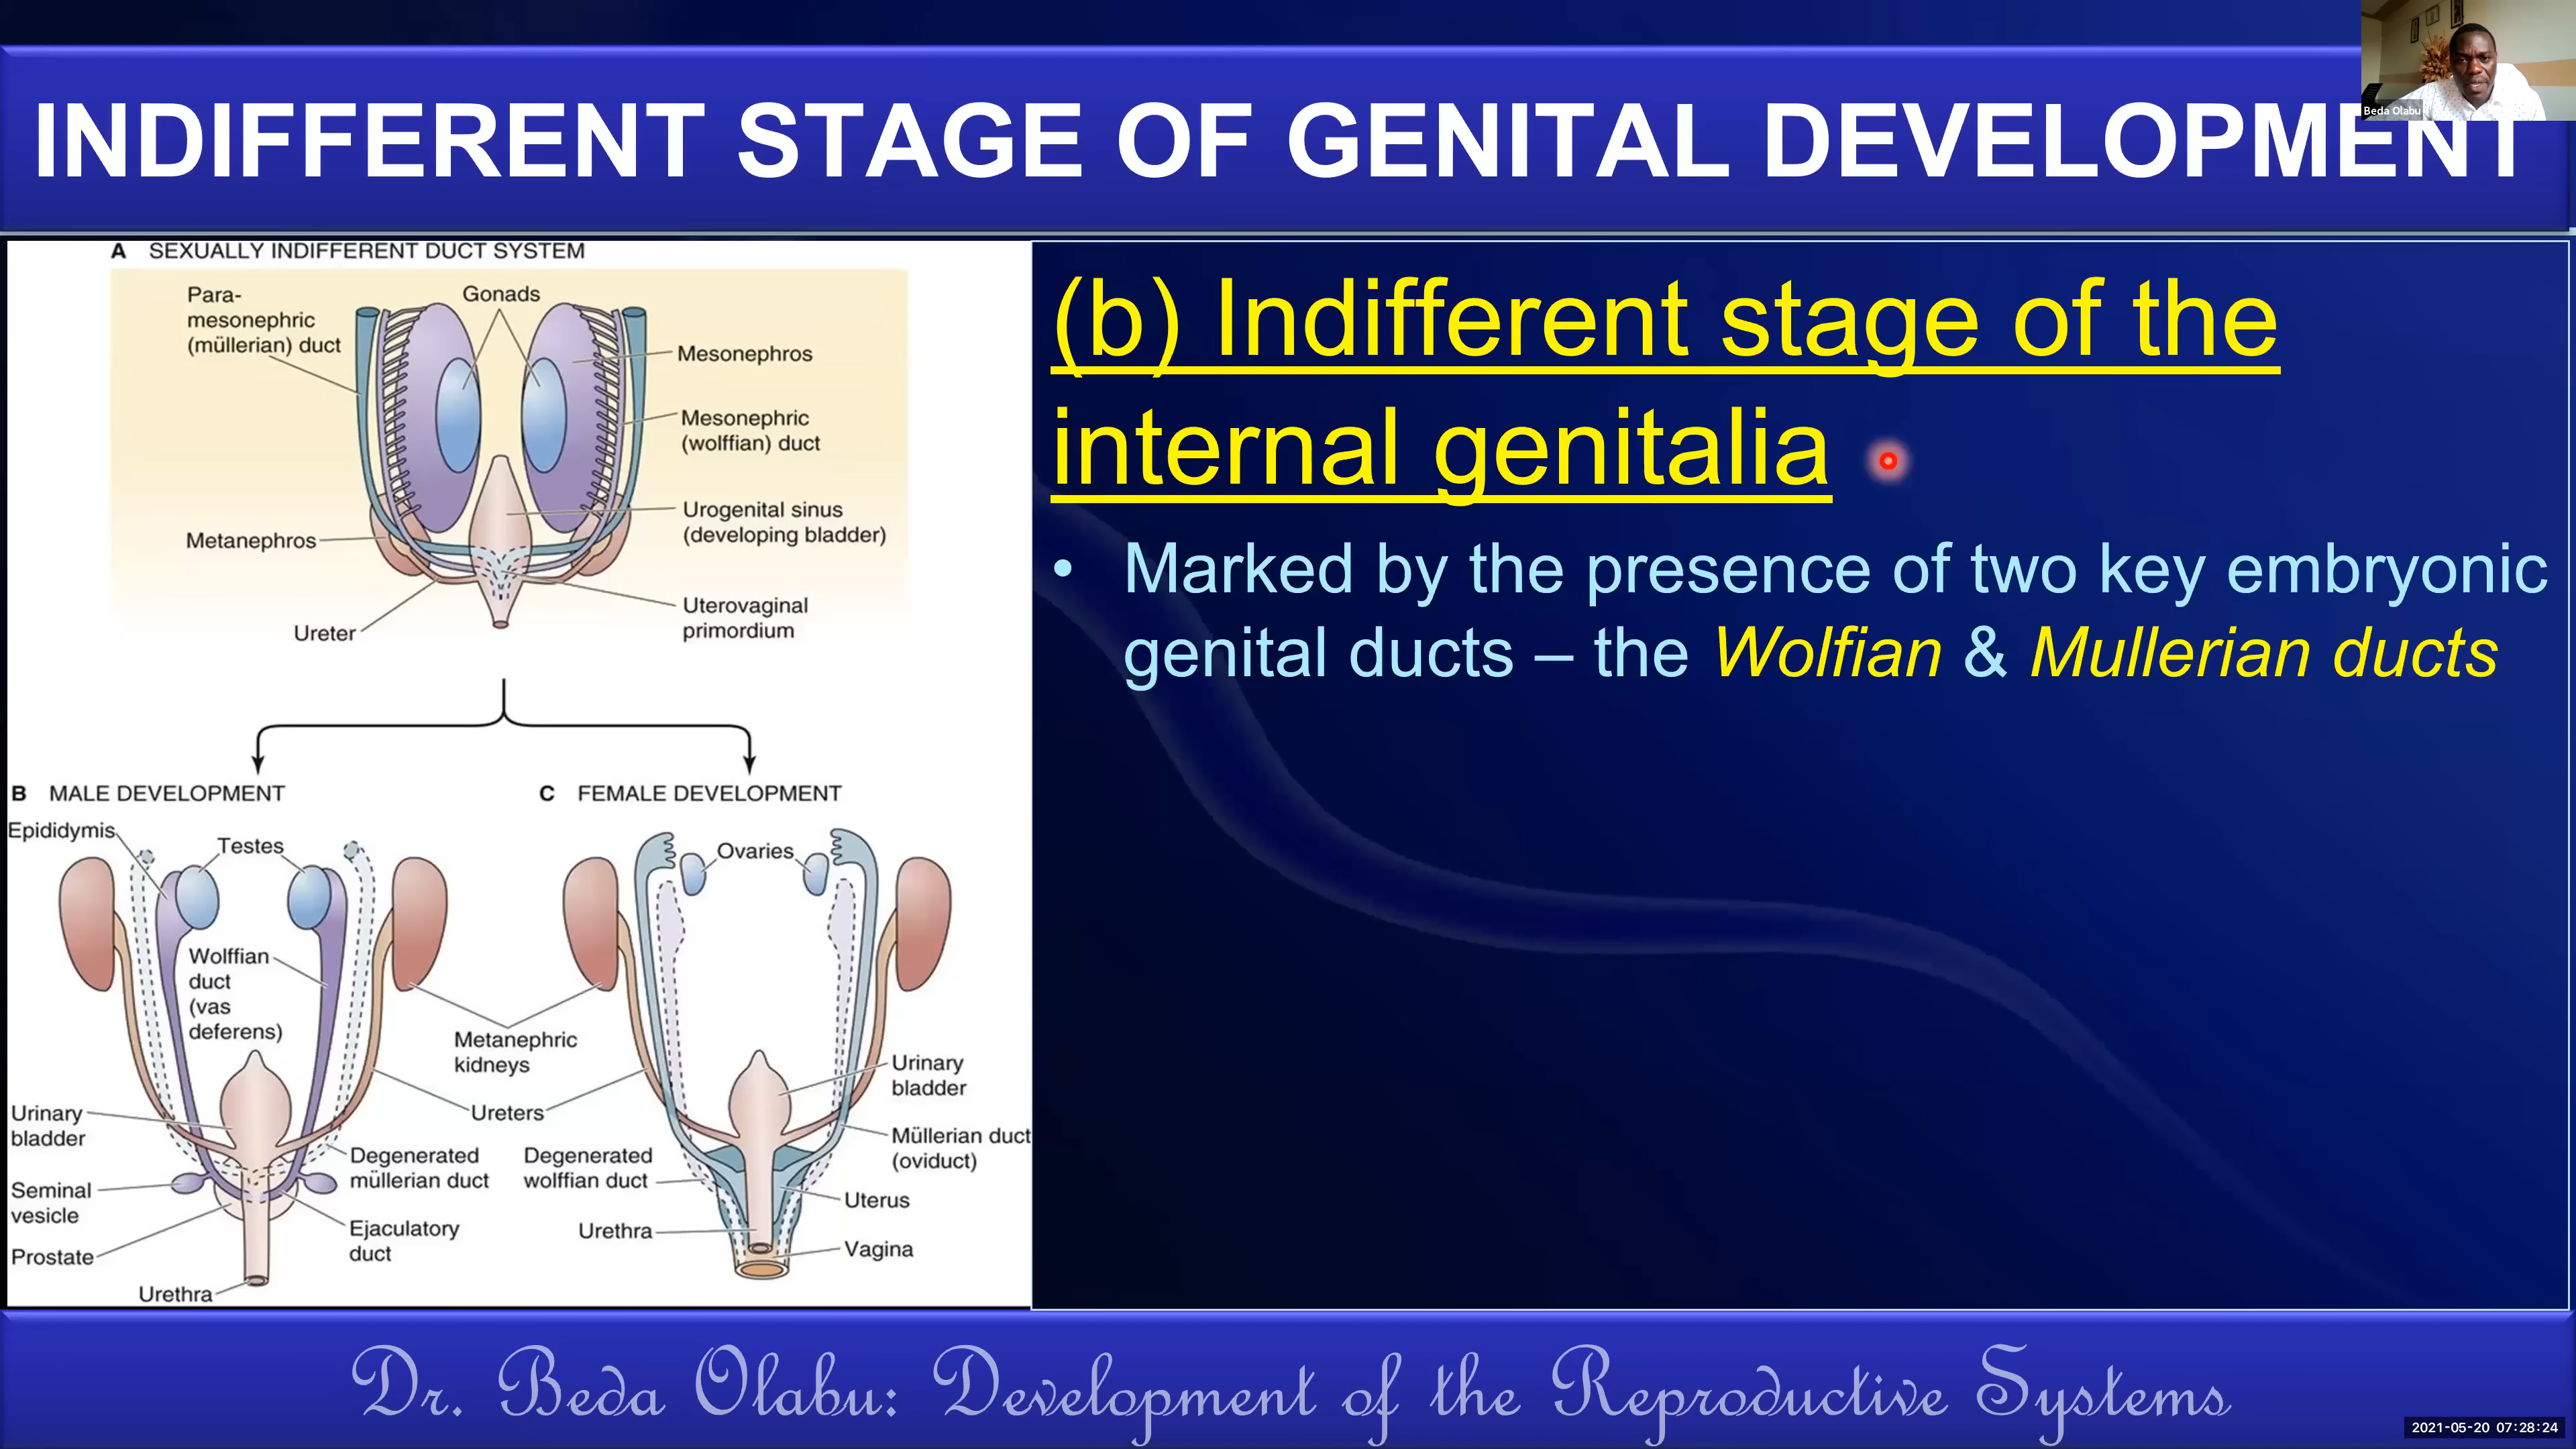 Beda Olabu
INDIFFERENT STAGE OF GENITAL DEVELOPMENT
A SEXUALLY INDIFFERENT DUCT SYSTEM
Para-
mesonephric
(müllerian) duct
Gonads
Mesonephros
Mesonephric
(wolffian) duct
Urogenital sinus
(developing bladder)
Metanephros
Uterovaginal
primordium
Ureter
B MALE DEVELOPMENT
Epididymis
Testes
Wolffian
duct
(vas
deferens)
Metanephric
kidneys
Ureters
Urinary
bladder
Degenerated
müllerian duct
Seminal
vesicle
Ejaculatory
duct
Prostate
Urethra
C FEMALE DEVELOPMENT
Ovaries
Urinary
bladder
Müllerian duct
(oviduct)
Degenerated
wolffian duct
Uterus
Urethra
Vagina
(b) Indifferent stage of the
internal genitalia
• Marked by the presence of two key embryonic
genital ducts – the Wolfian & Mullerian ducts
Dr. Beda Olabu: Development of the Reproductive Systems
2021-05-20 07:28:24